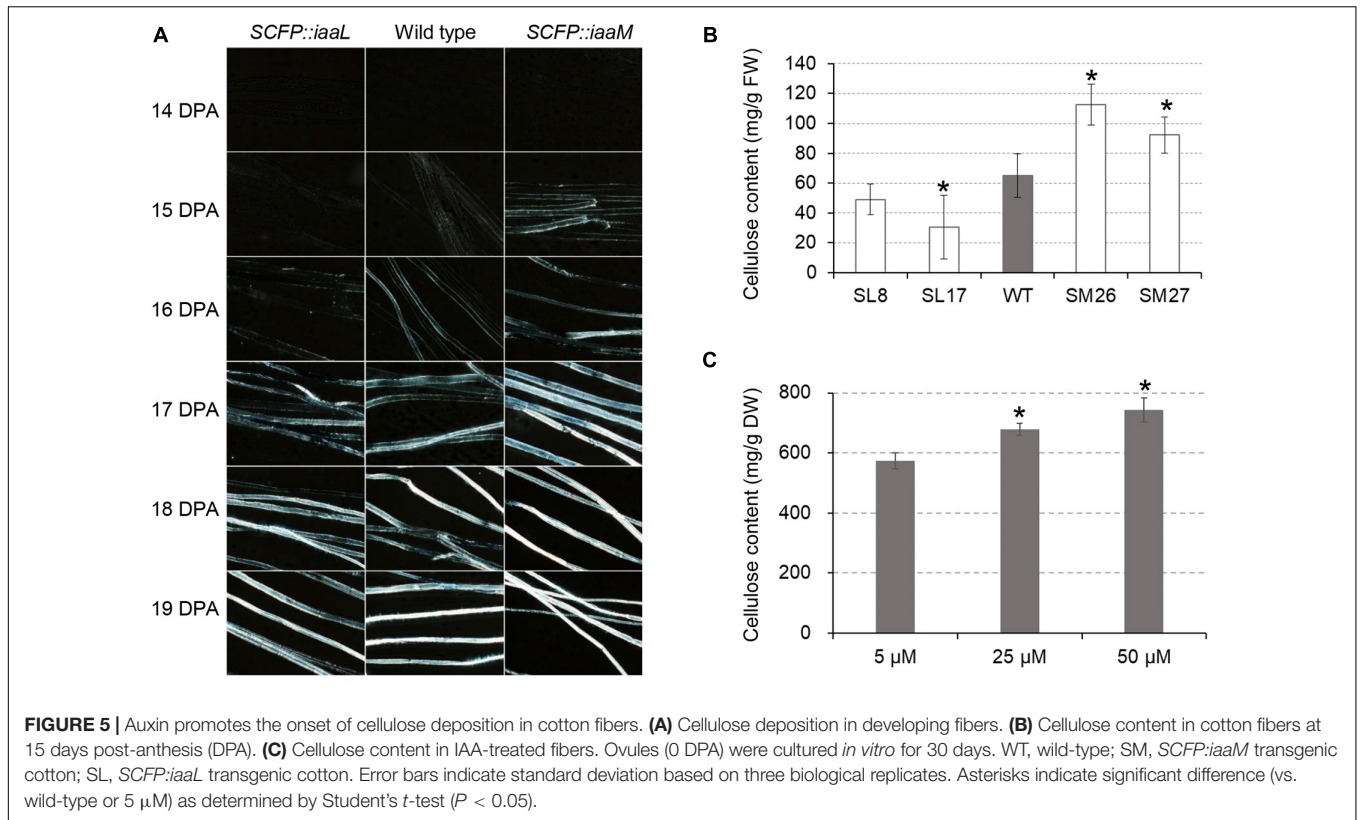 A
SCFP::iaaL Wild type SCFP::iaaM
14 DPA
15 DPA
16 DPA
17 DPA
18 DPA
19 DPA
B
Cellulose content (mg/g FW)
140
120
100
80
60
40
20
0
* * *
SL8 SL17 WT SM26 SM27
C
Cellulose content (mg/g DW)
800
600
400
200
0
* *
5 µM 25 µM 50 µM
FIGURE 5 | Auxin promotes the onset of cellulose deposition in cotton fibers. (A) Cellulose deposition in developing fibers. (B) Cellulose content in cotton fibers at
15 days post-anthesis (DPA). (C) Cellulose content in IAA-treated fibers. Ovules (0 DPA) were cultured in vitro for 30 days. WT, wild-type; SM, SCFP:iaaM transgenic
cotton; SL, SCFP:iaaL transgenic cotton. Error bars indicate standard deviation based on three biological replicates. Asterisks indicate significant difference (vs.
wild-type or 5 µM) as determined by Student's t-test (P < 0.05).